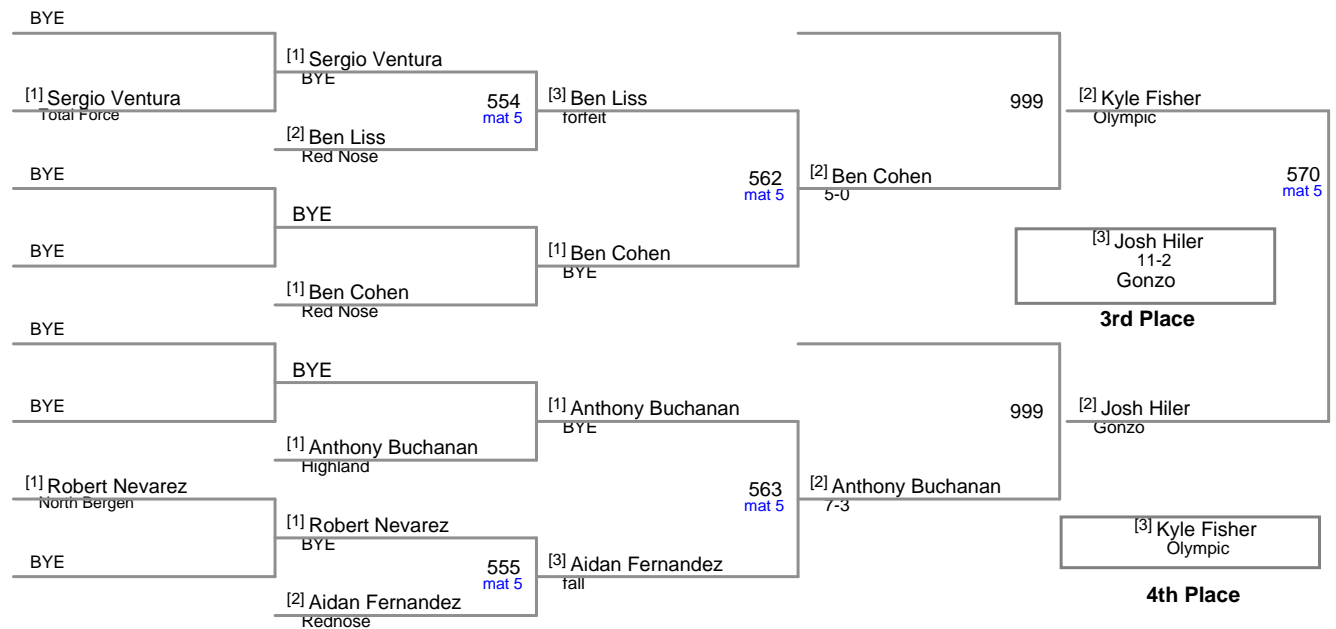 BYE
[1] Sergio Ventura
Total Force
[1] Sergio Ventura
BYE
554
mat 5
[2] Ben Liss
Red Nose
[3] Ben Liss
forfeit
BYE
BYE
BYE
[1] Ben Cohen
Red Nose
[1] Ben Cohen
BYE
562
mat 5
[2] Ben Cohen
5-0
999
[2] Kyle Fisher
Olympic
570
mat 5
[3] Josh Hiler
11-2
Gonzo
3rd Place
BYE
BYE
BYE
[1] Anthony Buchanan
Highland
[1] Anthony Buchanan
BYE
[1] Robert Nevarez
North Bergen
BYE
[1] Robert Nevarez
BYE
555
mat 5
[2] Aidan Fernandez
Rednose
[3] Aidan Fernandez
fall
563
mat 5
[2] Anthony Buchanan
7-3
999
[2] Josh Hiler
Gonzo
[3] Kyle Fisher
Olympic
4th Place